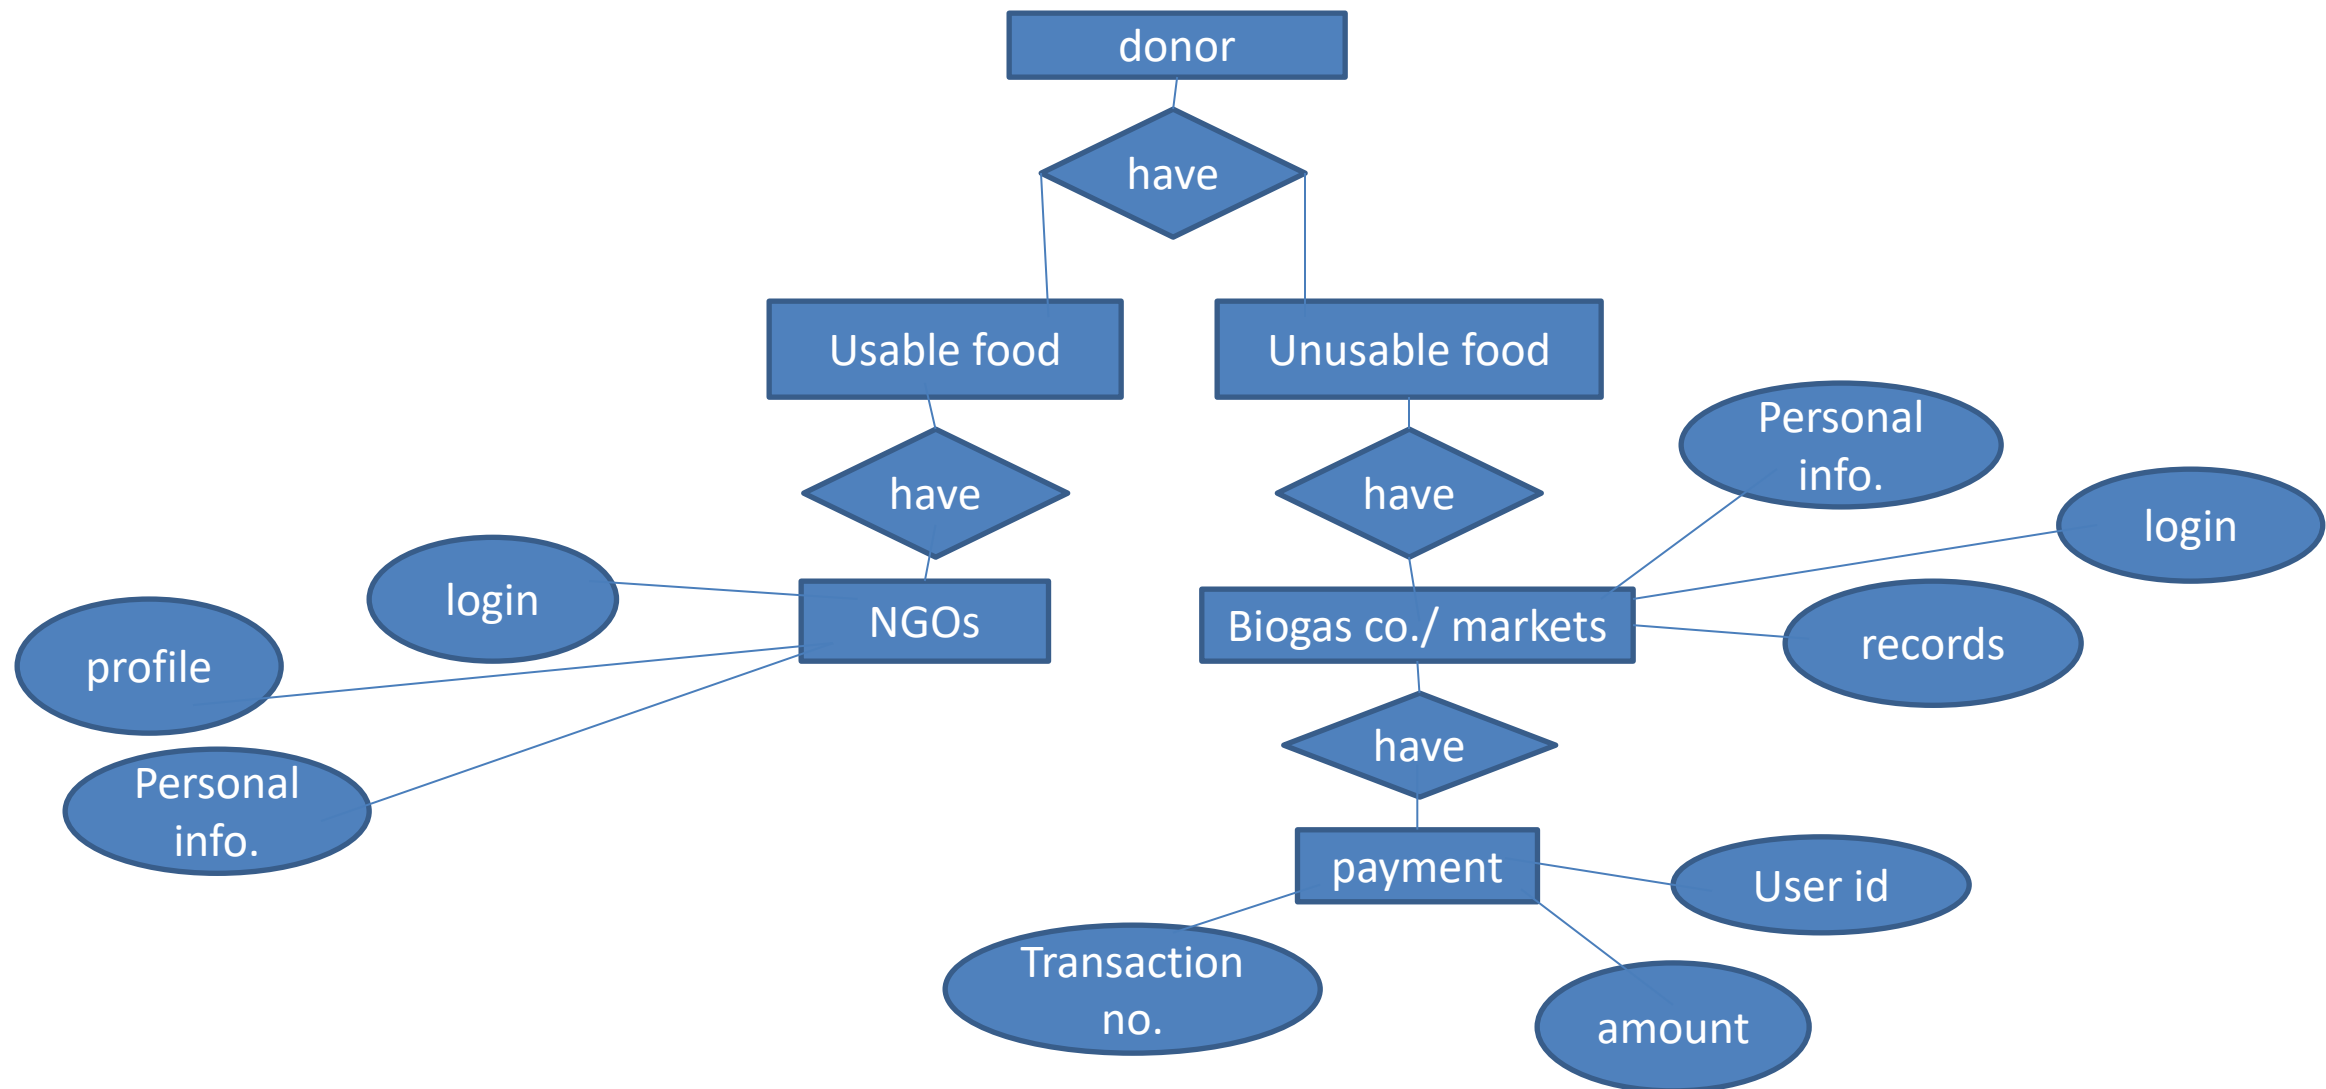 donor
have
Usable food
Unusable food
have
have
Personal
info.
login
login
profile
NGOs
Biogas co./ markets
records
Personal
info.
have
payment
User id
Transaction
no.
amount